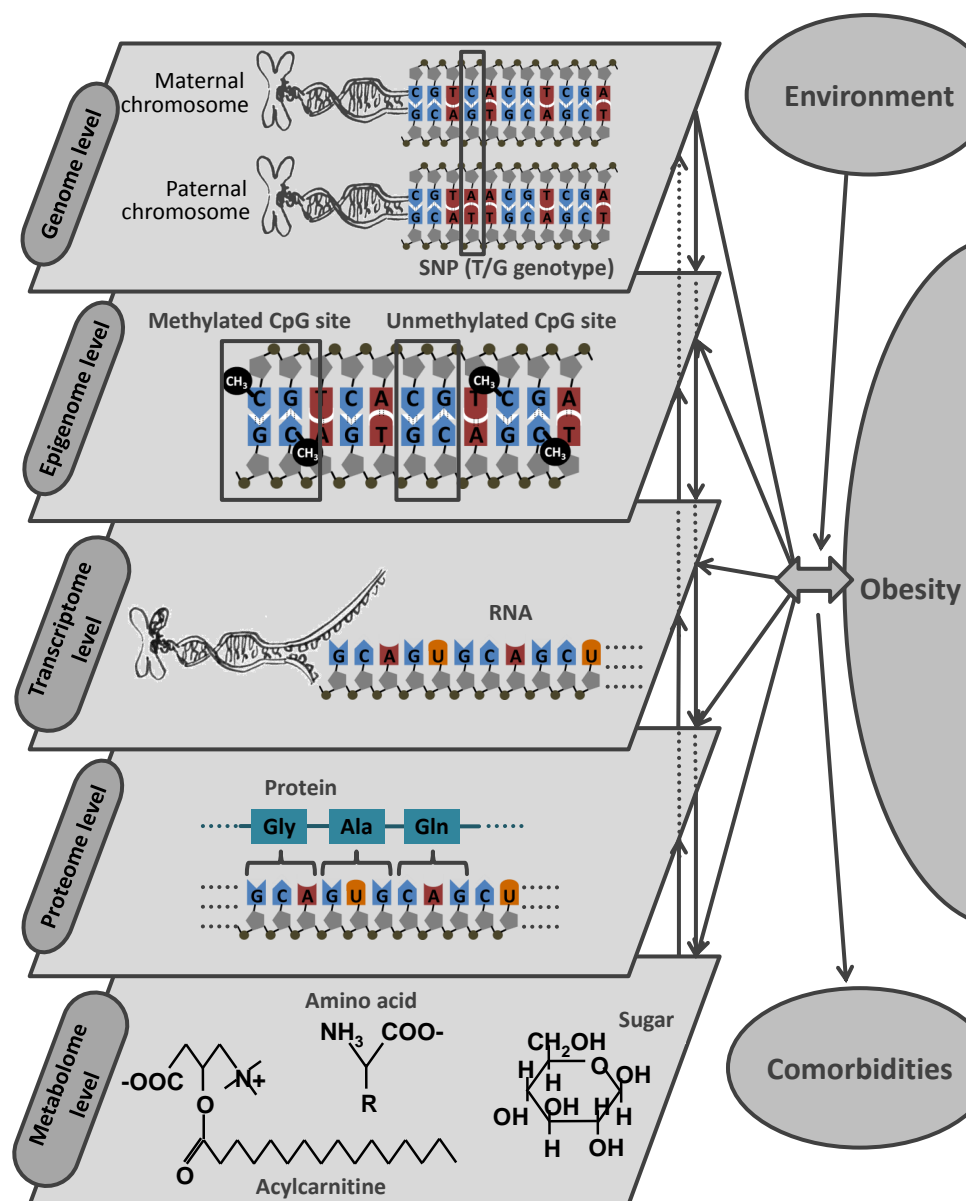 Genome level
Maternal
chromosome
C G T C A C G T C G A
G C A G T G C A G C T
Paternal
chromosome
C G T A A C G T C G A
G C A T T G C A G C T
SNP (T/G genotype)
Environment
Epigenome level
Methylated CpG site
Unmethylated CpG site
CH3
CH3
C G T C A C G T C G A
G C A G T G C A G C T
CH3
CH3
Transcriptome
level
RNA
G C A G U G C A G C U
Obesity
Proteome level
Protein
Gly Ala Gln
G C A G U G C A G C U
Metabolome
level
Amino acid
NH3 COO-
R
-OOC
N+
O
O
Acylcarnitine
Sugar
CH2OH
H
O
H
H
OH
OH
OH
H
H
H
OH
Comorbidities